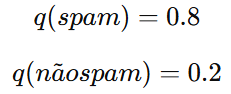 q(spam) = 0.8
q(nãospam) = 0.2